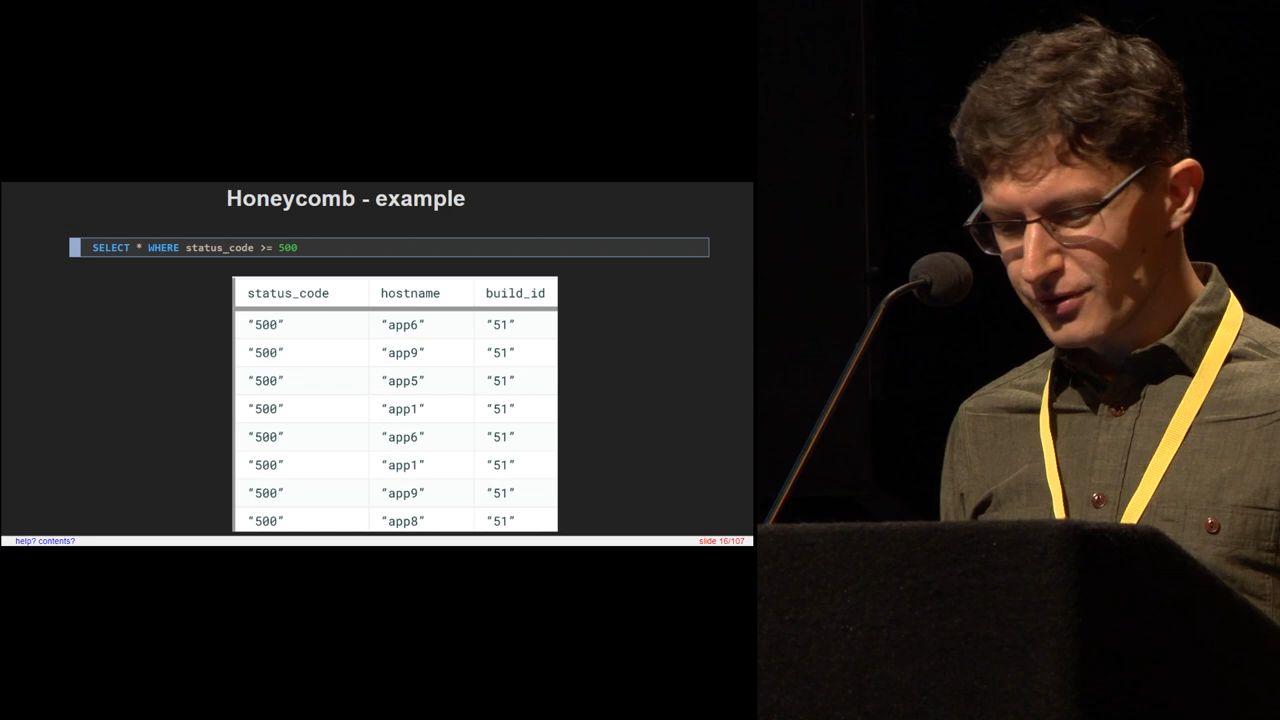 Honeycomb - example
SELECT * WHERE status_code >= 500
status_code hostname build_id
“500” “app6” “51”
“500” “app9” “51”
“500” “app5” “51”
“500” “app1” “51”
“500” “app6” “51”
“500” “app1” “51”
“500” “app9” “51”
“500” “app8” “51”
help? contents? slide 16/107